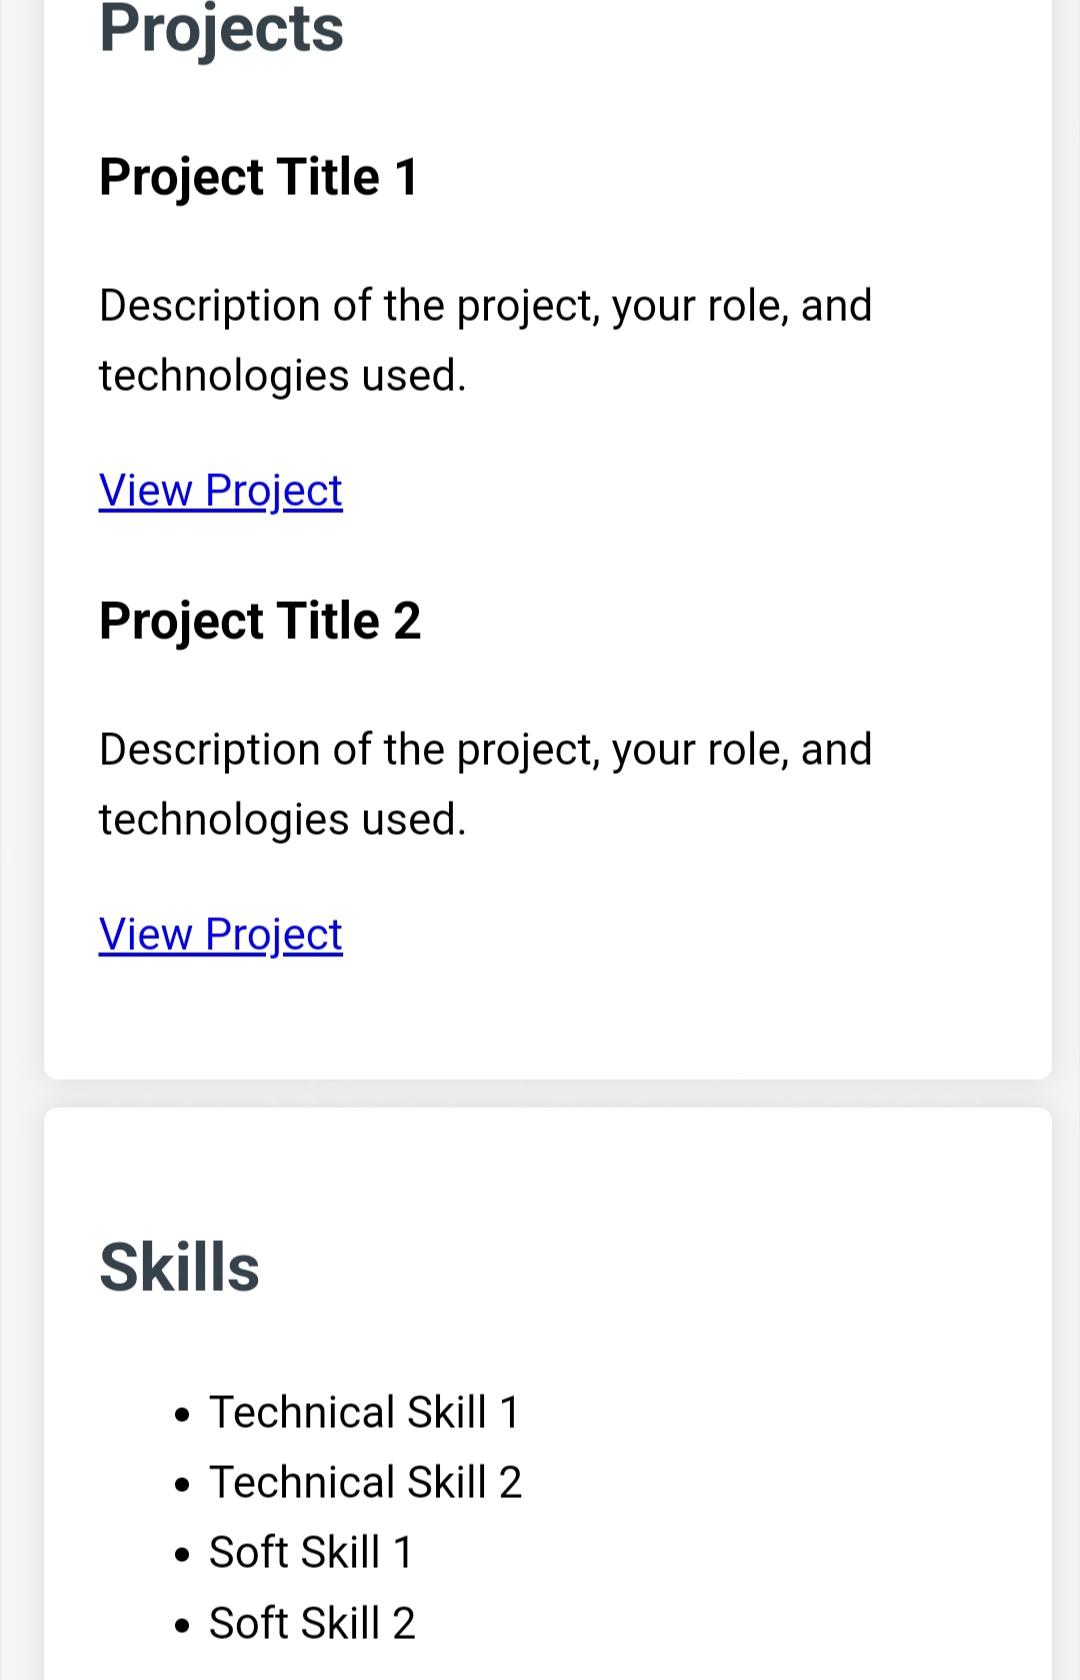 Projects
Project Title 1
Description of the project, your role, and
technologies used.
View Project
Project Title 2
Description of the project, your role, and
technologies used.
View Project
Skills
• Technical Skill 1
• Technical Skill 2
• Soft Skill 1
• Soft Skill 2